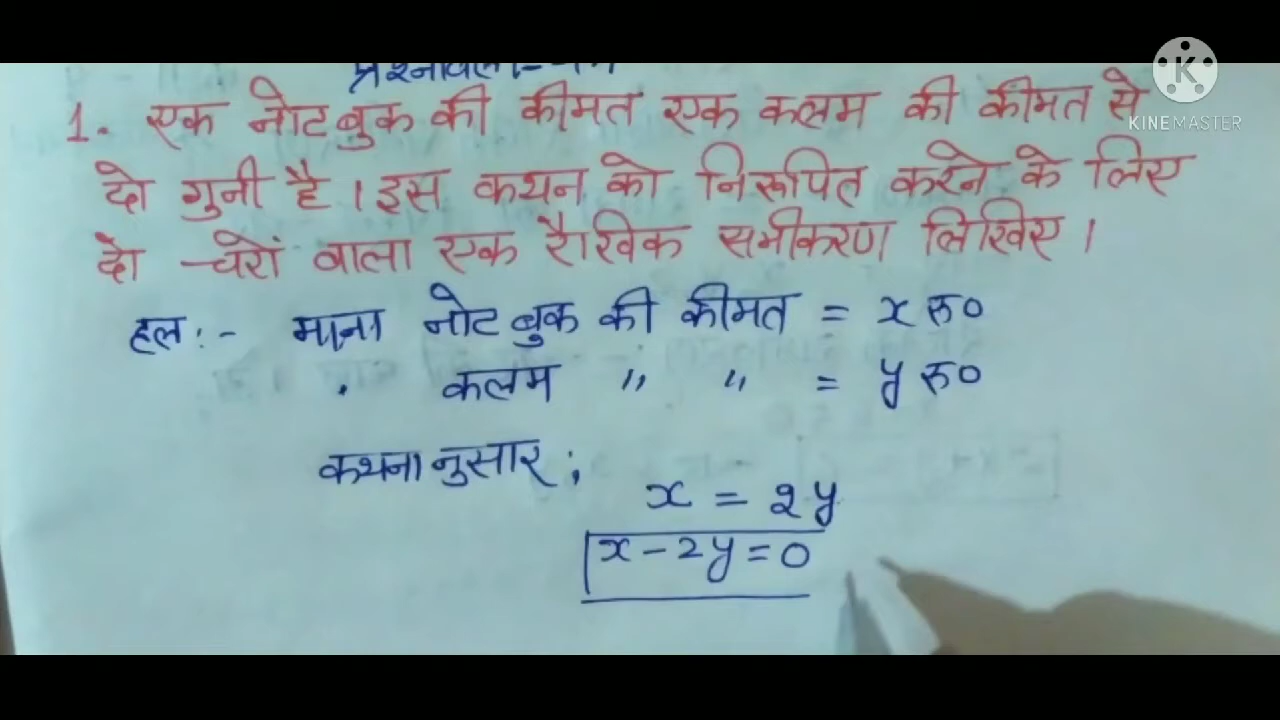 K
KINEMASTER
1. एक नोटबुक की कीमत एक कलम की कीमत से
दो गुनी है। इस कथन को निरूपित करने के लिए
दो चरों वाला एक रैखिक समीकरण लिखिए।
हल :- माना नोटबुक की कीमत = x रु०
कलम " " = y रु०
कथनानुसार;
x = 2y
x - 2y = 0